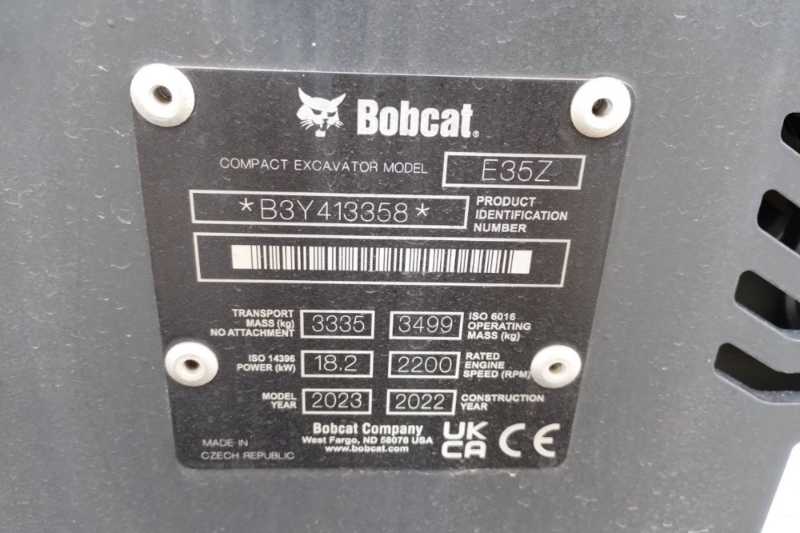 Bobcat®
COMPACT EXCAVATOR MODEL E35Z
*B3Y413358* PRODUCT IDENTIFICATION NUMBER
TRANSPORT MASS (kg) NO ATTACHMENT 3335 3499 ISO 6016 OPERATING MASS (kg)
ISO 14396 POWER (kW) 18.2 2200 RATED ENGINE SPEED (RPM)
MODEL YEAR 2023 2022 CONSTRUCTION YEAR
Bobcat Company
West Fargo, ND 58078 USA
www.bobcat.com
MADE IN
CZECH REPUBLIC
UK
CA
CE